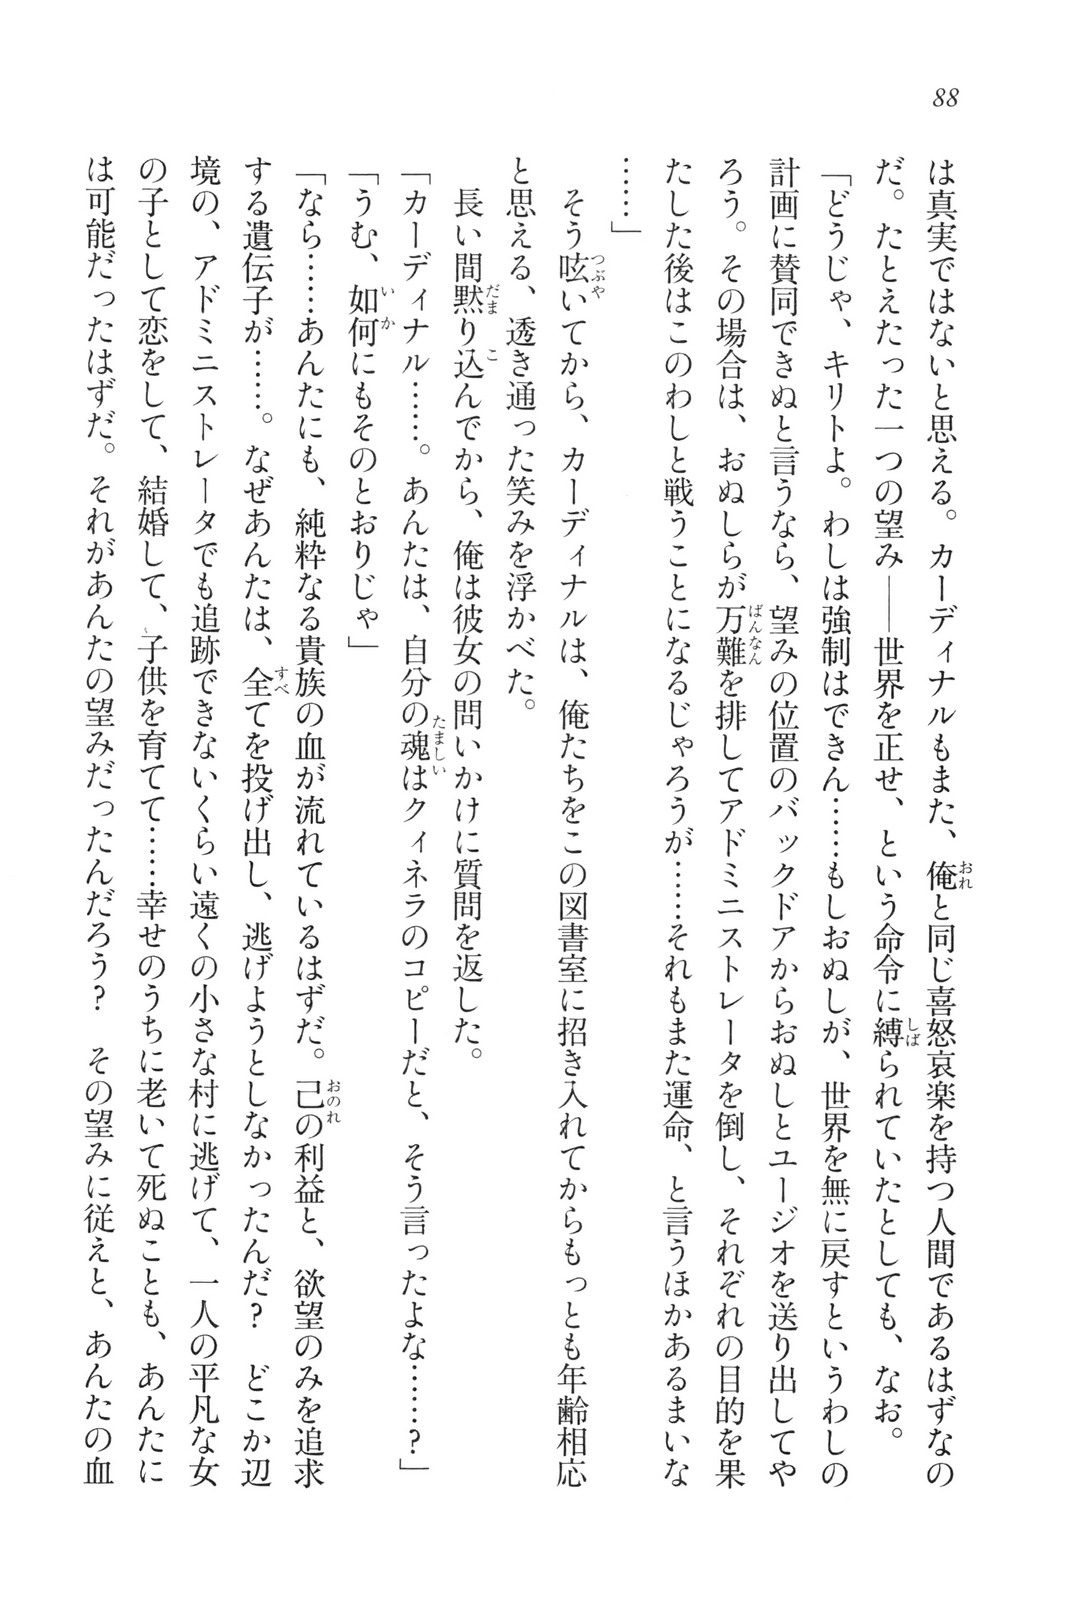 88
は真実ではないと思える。カーディナルもまた、俺と同じ喜怒哀楽を持つ人間であるはずなの
だ。たとえたった一つの望み――世界を正せ、という命令に縛られていたとしても、なお。
「どうじゃ、キリトよ。わしは強制はできん……もしおぬしが、世界を無に戻すというわしの
計画に賛同できぬと言うなら、望みの位置のバックドアからおぬしとユージオを送り出してや
ろう。その場合は、おぬしらが万難を排してアドミニストレータを倒し、それぞれの目的を果
たした後はこのわしと戦うことになるじゃろうが……それもまた運命、と言うほかあるまいな
……」
そう呟いてから、カーディナルは、俺たちをこの図書室に招き入れてからもっとも年齢相応
と思える、透き通った笑みを浮かべた。
長い間黙り込んでから、俺は彼女の問いかけに質問を返した。
「カーディナル……。あんたは、自分の魂はクィネラのコピーだと、そう言ったよな……？」
「うむ、如何にもそのとおりじゃ」
「なら……あんたにも、純粋なる貴族の血が流れているはずだ。己の利益と、欲望のみを追求
する遺伝子が……。なぜあんたは、全てを投げ出し、逃げようとしなかったんだ？　どこか辺
境の、アドミニストレータでも追跡できないくらい遠くの小さな村に逃げて、一人の平凡な女
の子として恋をして、結婚して、子供を育てて……幸せのうちに老いて死ぬことも、あんたに
は可能だったはずだ。それがあんたの望みだったんだろう？　その望みに従えと、あんたの血